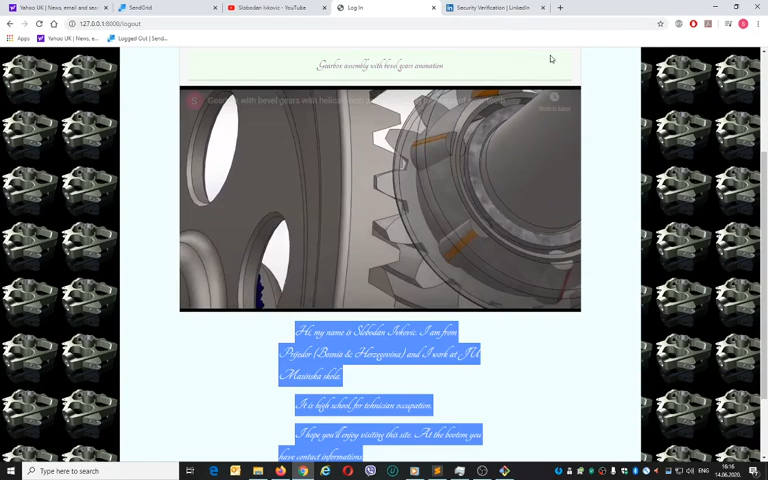 Yahoo UK | News, email and sea
SendGrid
Slobodan Ivkovic - YouTube
Log In
Security Verification | LinkedIn
127.0.0.1:8000/logout
Apps
Yahoo UK | News, e...
Logged Out | Send...
Gearbox assembly with bevel gears animation
S
Watch later
Hi, my name is Slobodan Ivkovic. I am from
Prijedor (Bosnia & Herzegovina) and I work at JU
Masinska skola.
It is high school for tehnician occupation.
I hope you'll enjoy visiting this site. At the bootom you
have contact informations
Type here to search
ENG
16:16
14.06.2020.